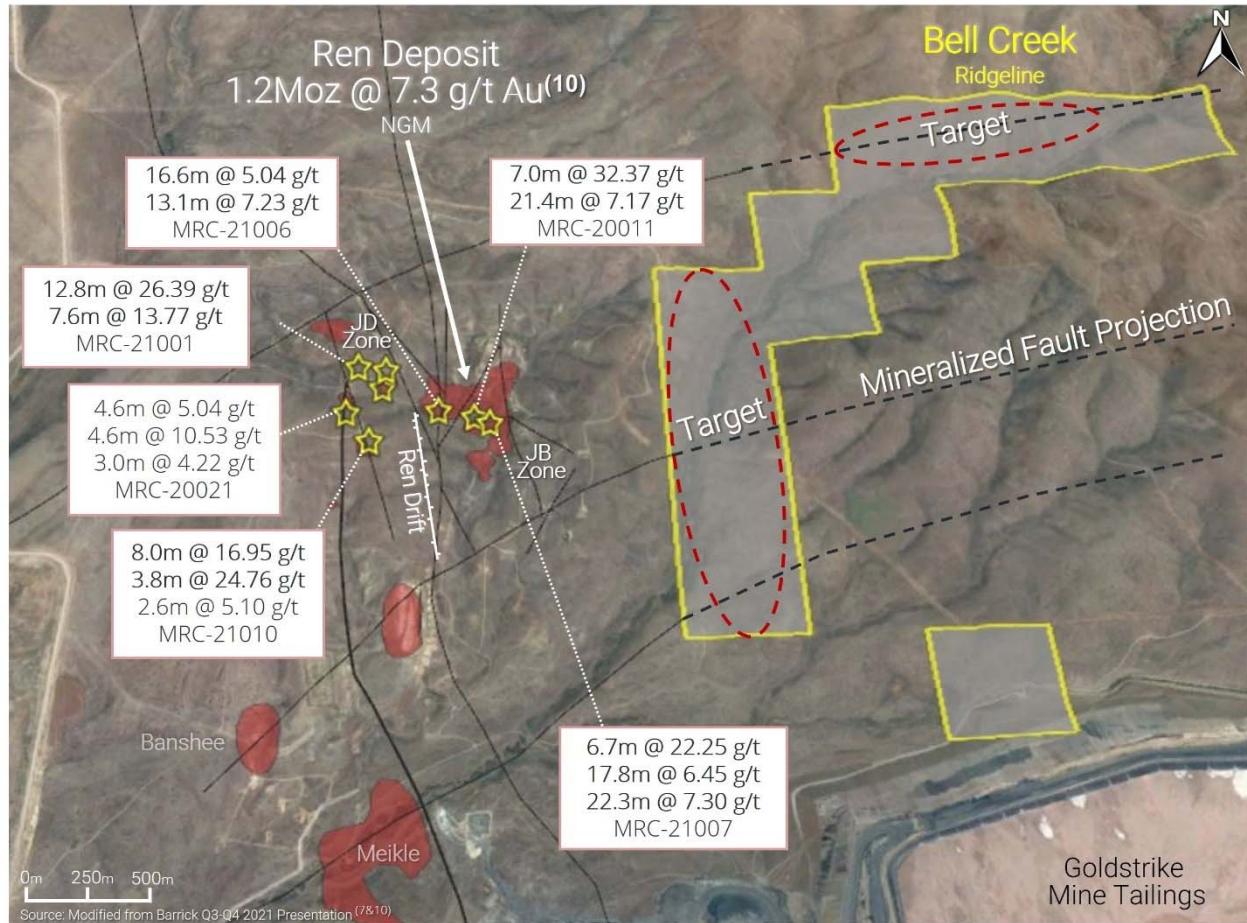 Ren Deposit
1.2Moz @ 7.3 g/t Au(10)
NGM
Bell Creek
Ridgeline
N
Target
16.6m @ 5.04 g/t
13.1m @ 7.23 g/t
MRC-21006
7.0m @ 32.37 g/t
21.4m @ 7.17 g/t
MRC-20011
12.8m @ 26.39 g/t
7.6m @ 13.77 g/t
MRC-21001
JD
Zone
Mineralized Fault Projection
4.6m @ 5.04 g/t
4.6m @ 10.53 g/t
3.0m @ 4.22 g/t
MRC-20021
Target
JB
Zone
Ren Drift
8.0m @ 16.95 g/t
3.8m @ 24.76 g/t
2.6m @ 5.10 g/t
MRC-21010
Banshee
6.7m @ 22.25 g/t
17.8m @ 6.45 g/t
22.3m @ 7.30 g/t
MRC-21007
Meikle
Goldstrike
Mine Tailings
0m 250m 500m
Source: Modified from Barrick Q3-Q4 2021 Presentation (7&10)